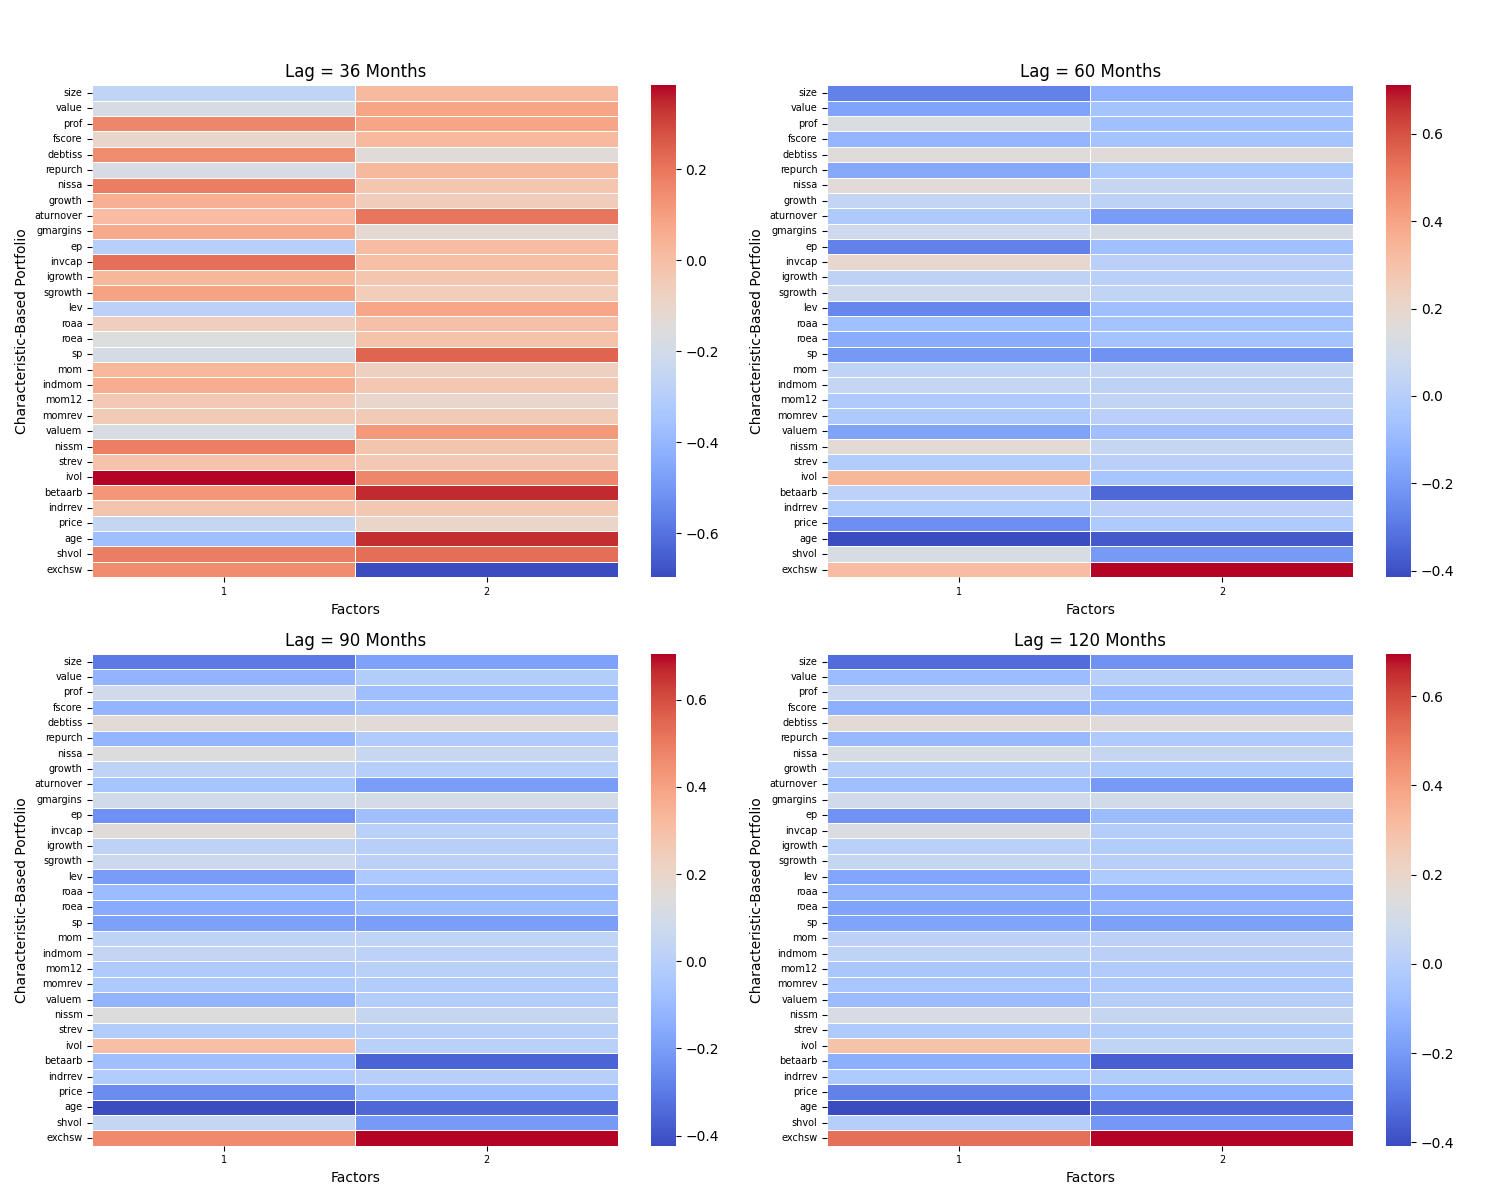 Lag = 36 Months
Characteristic-Based Portfolio
size
value
prof
fscore
debtiss
repurch
nissa
growth
aturnover
gmargins
ep
invcap
igrowth
sgrowth
lev
roaa
roea
sp
mom
indmom
mom12
momrev
valuem
nissm
strev
ivol
betaarb
indrrev
price
age
shvol
exchsw
1 2
Factors
0.2
0.0
−0.2
−0.4
−0.6
Lag = 60 Months
Characteristic-Based Portfolio
size
value
prof
fscore
debtiss
repurch
nissa
growth
aturnover
gmargins
ep
invcap
igrowth
sgrowth
lev
roaa
roea
sp
mom
indmom
mom12
momrev
valuem
nissm
strev
ivol
betaarb
indrrev
price
age
shvol
exchsw
1 2
Factors
0.6
0.4
0.2
0.0
−0.2
−0.4
Lag = 90 Months
Characteristic-Based Portfolio
size
value
prof
fscore
debtiss
repurch
nissa
growth
aturnover
gmargins
ep
invcap
igrowth
sgrowth
lev
roaa
roea
sp
mom
indmom
mom12
momrev
valuem
nissm
strev
ivol
betaarb
indrrev
price
age
shvol
exchsw
1 2
Factors
0.6
0.4
0.2
0.0
−0.2
−0.4
Lag = 120 Months
Characteristic-Based Portfolio
size
value
prof
fscore
debtiss
repurch
nissa
growth
aturnover
gmargins
ep
invcap
igrowth
sgrowth
lev
roaa
roea
sp
mom
indmom
mom12
momrev
valuem
nissm
strev
ivol
betaarb
indrrev
price
age
shvol
exchsw
1 2
Factors
0.6
0.4
0.2
0.0
−0.2
−0.4